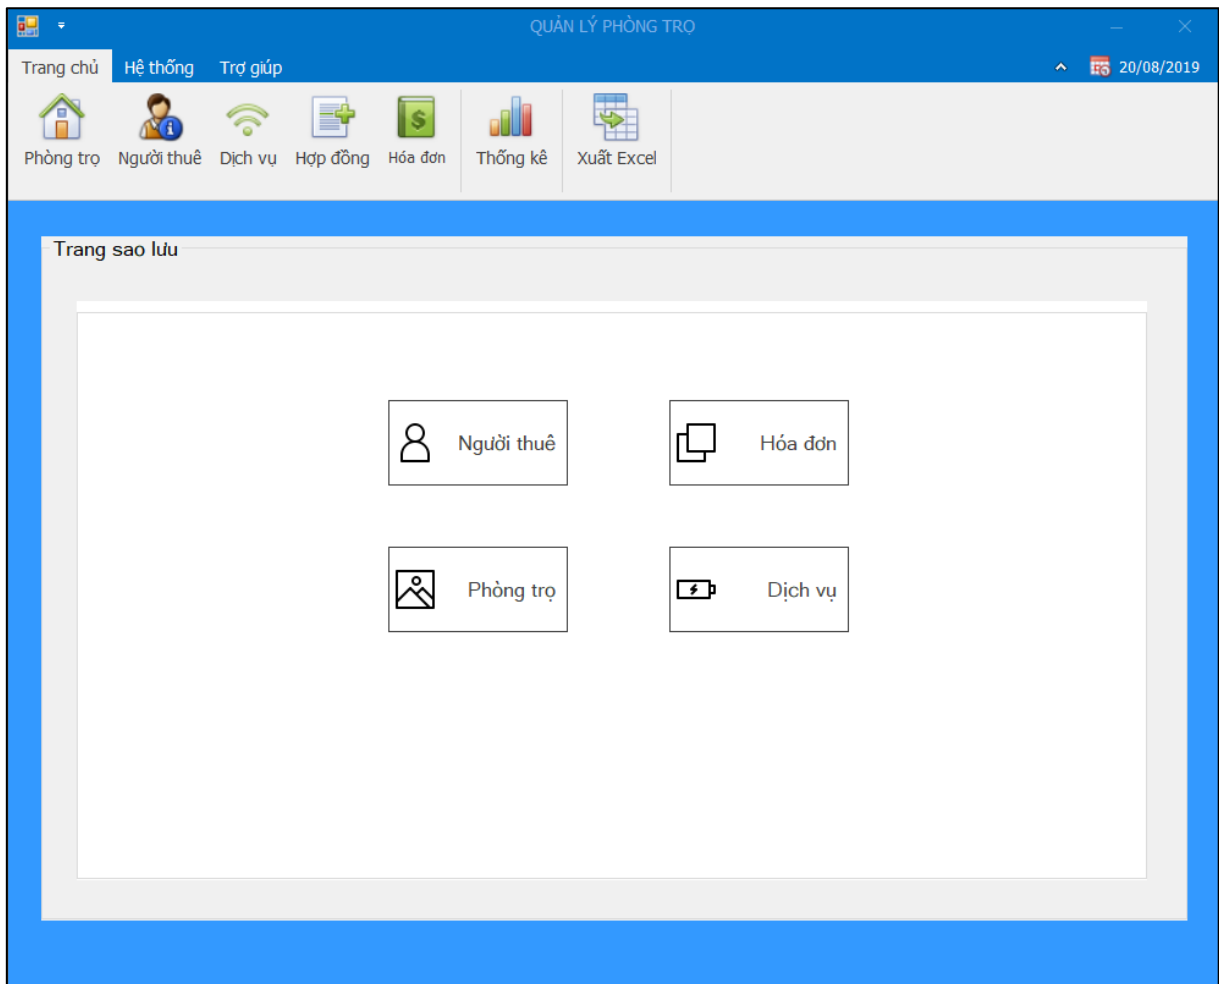 QUẢN LÝ PHÒNG TRỌ
Trang chủ Hệ thống Trợ giúp 20/08/2019
Phòng trọ Người thuê Dịch vụ Hợp đồng Hóa đơn Thống kê Xuất Excel
Trang sao lưu
Người thuê Hóa đơn
Phòng trọ Dịch vụ